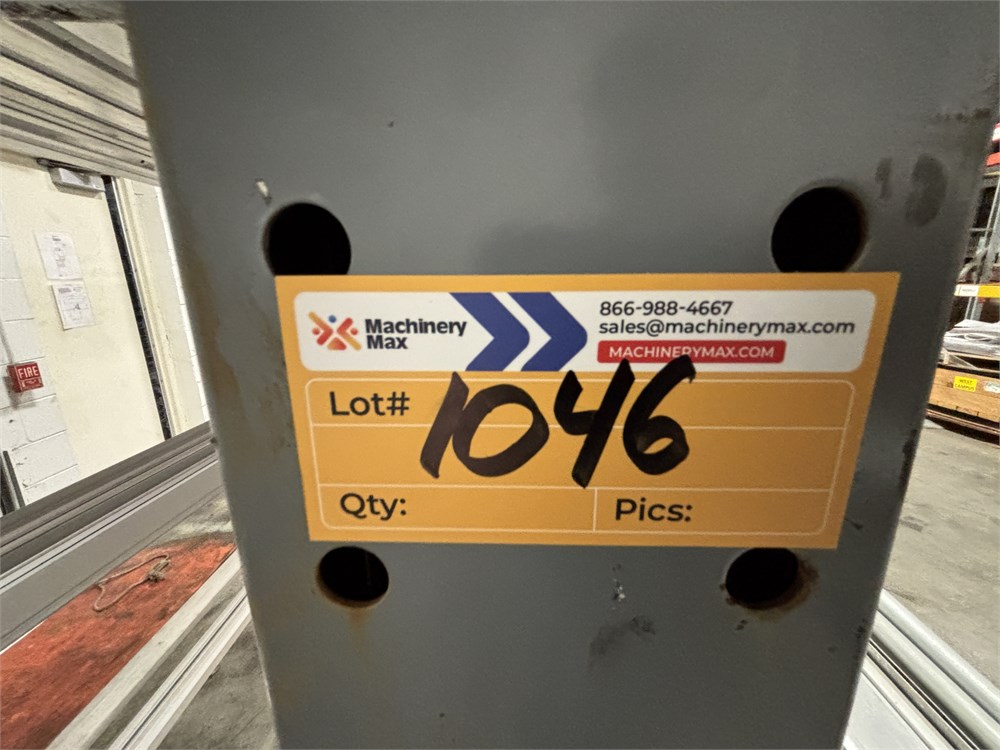 Machinery
Max
866-988-4667
sales@machinerymax.com
MACHINERYMAX.COM
Lot# 1046
Qty:
Pics:
FIRE